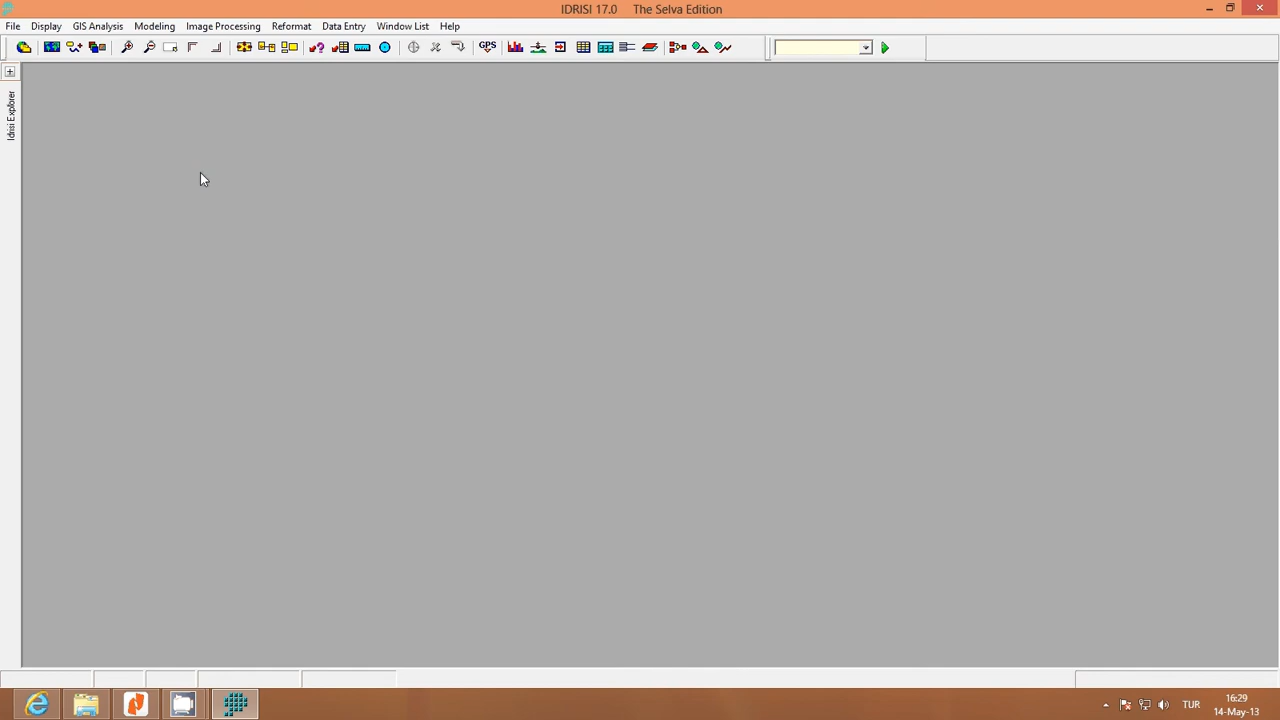 IDRISI 17.0 The Selva Edition
File Display GIS Analysis Modeling Image Processing Reformat Data Entry Window List Help
GPS
Idrisi Explorer
TUR
16:29
14-May-13